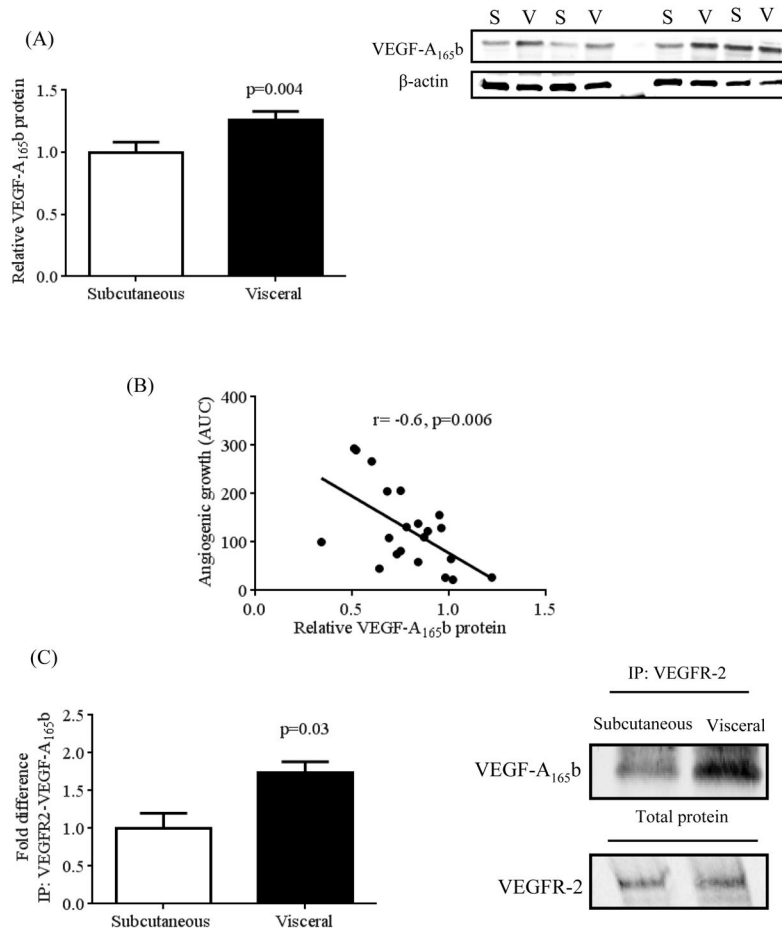 (A)
S V S V S V S V
VEGF-A165b
β-actin
p=0.004
Relative VEGF-A165b protein
1.5
1.0
0.5
0.0
Subcutaneous Visceral
(B)
r= -0.6, p=0.006
Angiogenic growth (AUC)
400
300
200
100
0
0.0 0.5 1.0 1.5
Relative VEGF-A165b protein
(C)
p=0.03
Fold difference
IP: VEGFR2-VEGF-A165b
2.5
2.0
1.5
1.0
0.5
0.0
Subcutaneous Visceral
IP: VEGFR-2
Subcutaneous Visceral
VEGF-A165b
Total protein
VEGFR-2